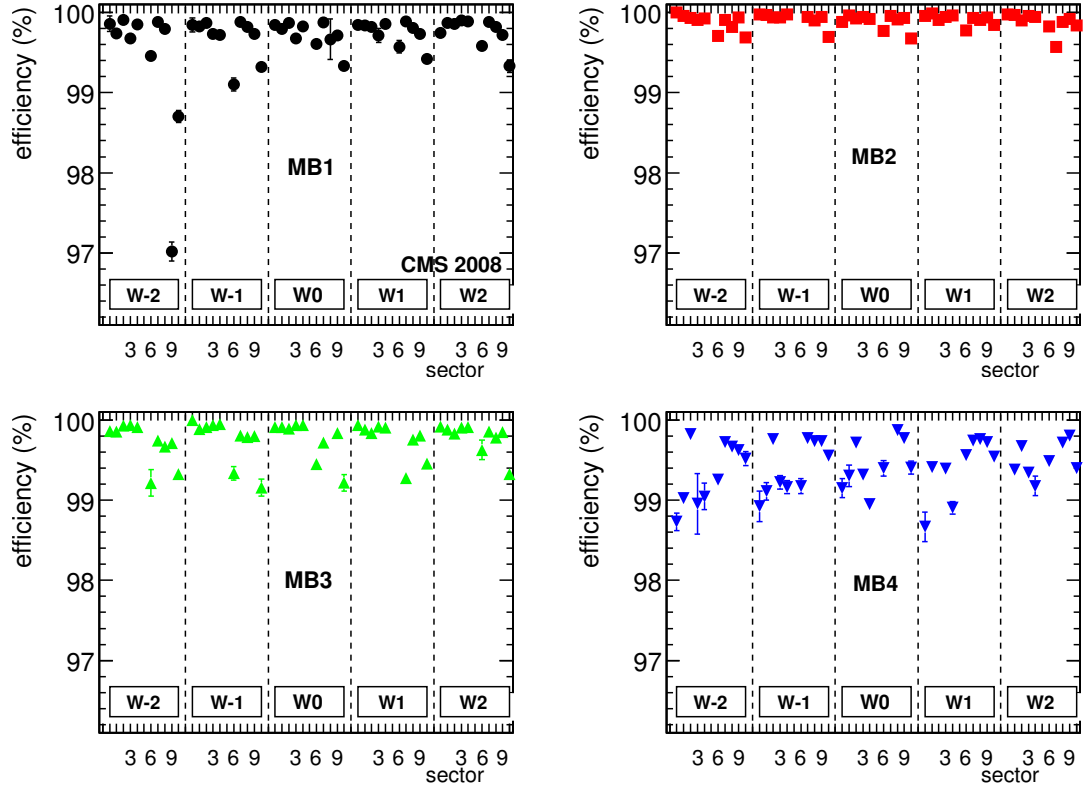 efficiency (%)
100
99
98
97
MB1
CMS 2008
W-2 W-1 W0 W1 W2
3 6 9 3 6 9 3 6 9 3 6 9 3 6 9
sector
efficiency (%)
100
99
98
97
MB2
W-2 W-1 W0 W1 W2
3 6 9 3 6 9 3 6 9 3 6 9 3 6 9
sector
efficiency (%)
100
99
98
97
MB3
W-2 W-1 W0 W1 W2
3 6 9 3 6 9 3 6 9 3 6 9 3 6 9
sector
efficiency (%)
100
99
98
97
MB4
W-2 W-1 W0 W1 W2
3 6 9 3 6 9 3 6 9 3 6 9 3 6 9
sector